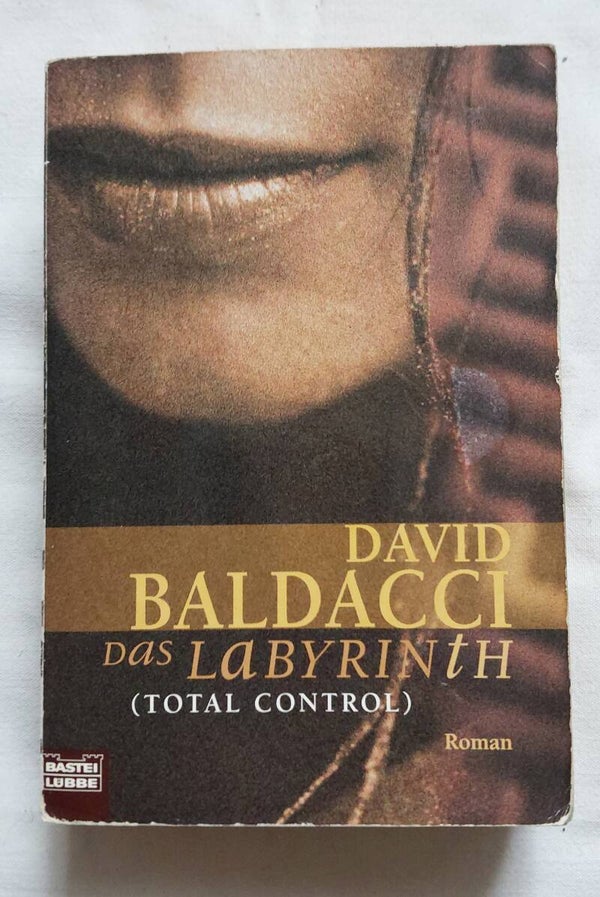 DAVID
BALDACCI
Das LaBYRINtH
(TOTAL CONTROL)
Roman
BASTEI
LÜBBE